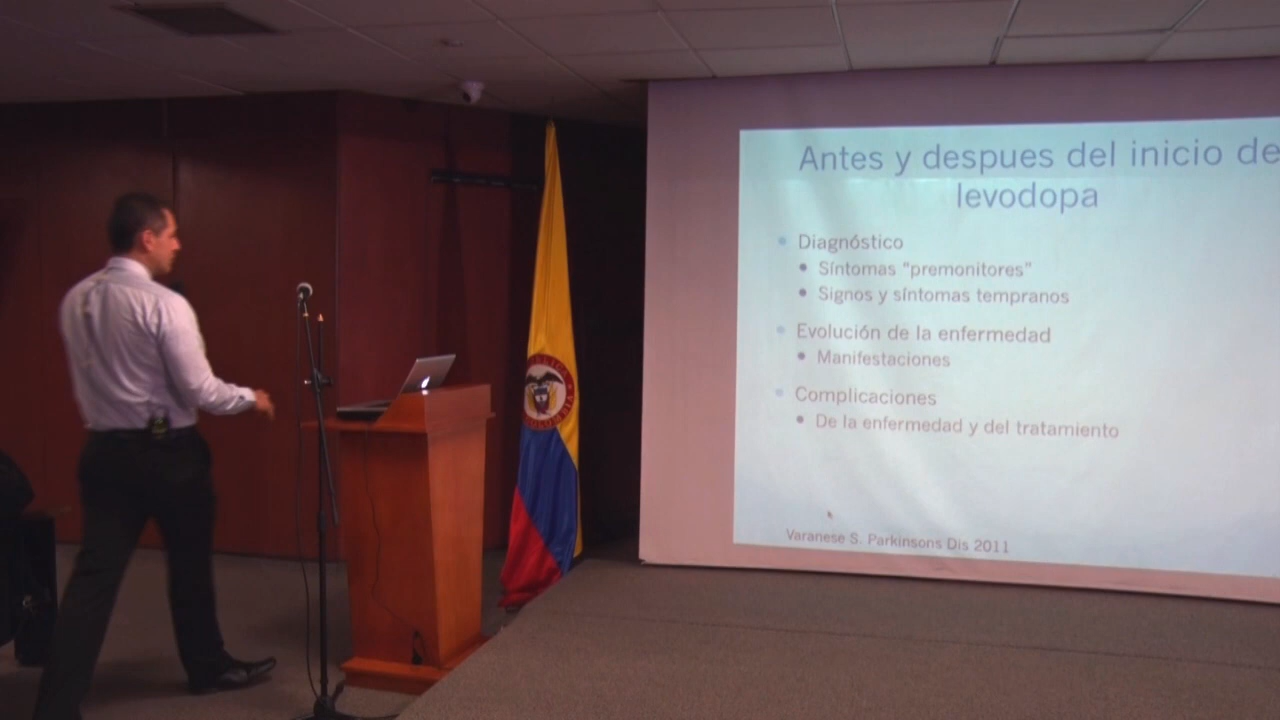 Antes y despues del inicio de
levodopa
Diagnóstico
Síntomas "premonitores"
Signos y síntomas tempranos
Evolución de la enfermedad
Manifestaciones
Complicaciones
De la enfermedad y del tratamiento
Varanese S. Parkinsons Dis 2011